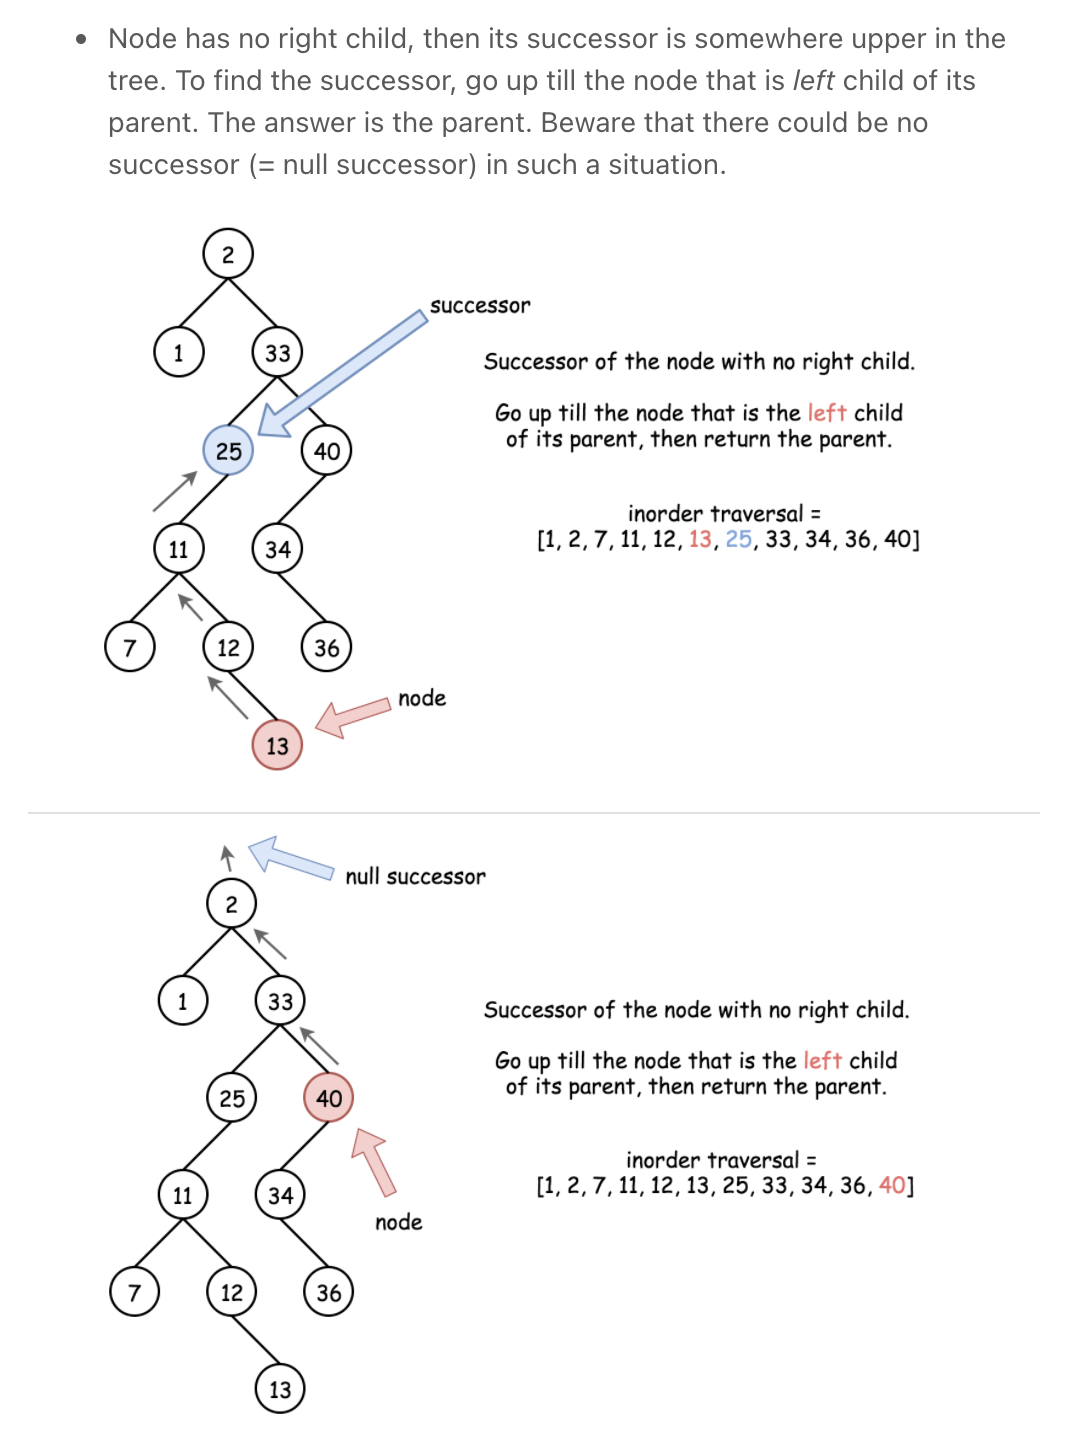 • Node has no right child, then its successor is somewhere upper in the
tree. To find the successor, go up till the node that is left child of its
parent. The answer is the parent. Beware that there could be no
successor (= null successor) in such a situation.
2
successor
1
33
Successor of the node with no right child.
Go up till the node that is the left child
of its parent, then return the parent.
25
40
inorder traversal =
[1, 2, 7, 11, 12, 13, 25, 33, 34, 36, 40]
11
34
7
12
36
node
13
null successor
2
1
33
Successor of the node with no right child.
Go up till the node that is the left child
of its parent, then return the parent.
25
40
inorder traversal =
[1, 2, 7, 11, 12, 13, 25, 33, 34, 36, 40]
11
34
node
7
12
36
13